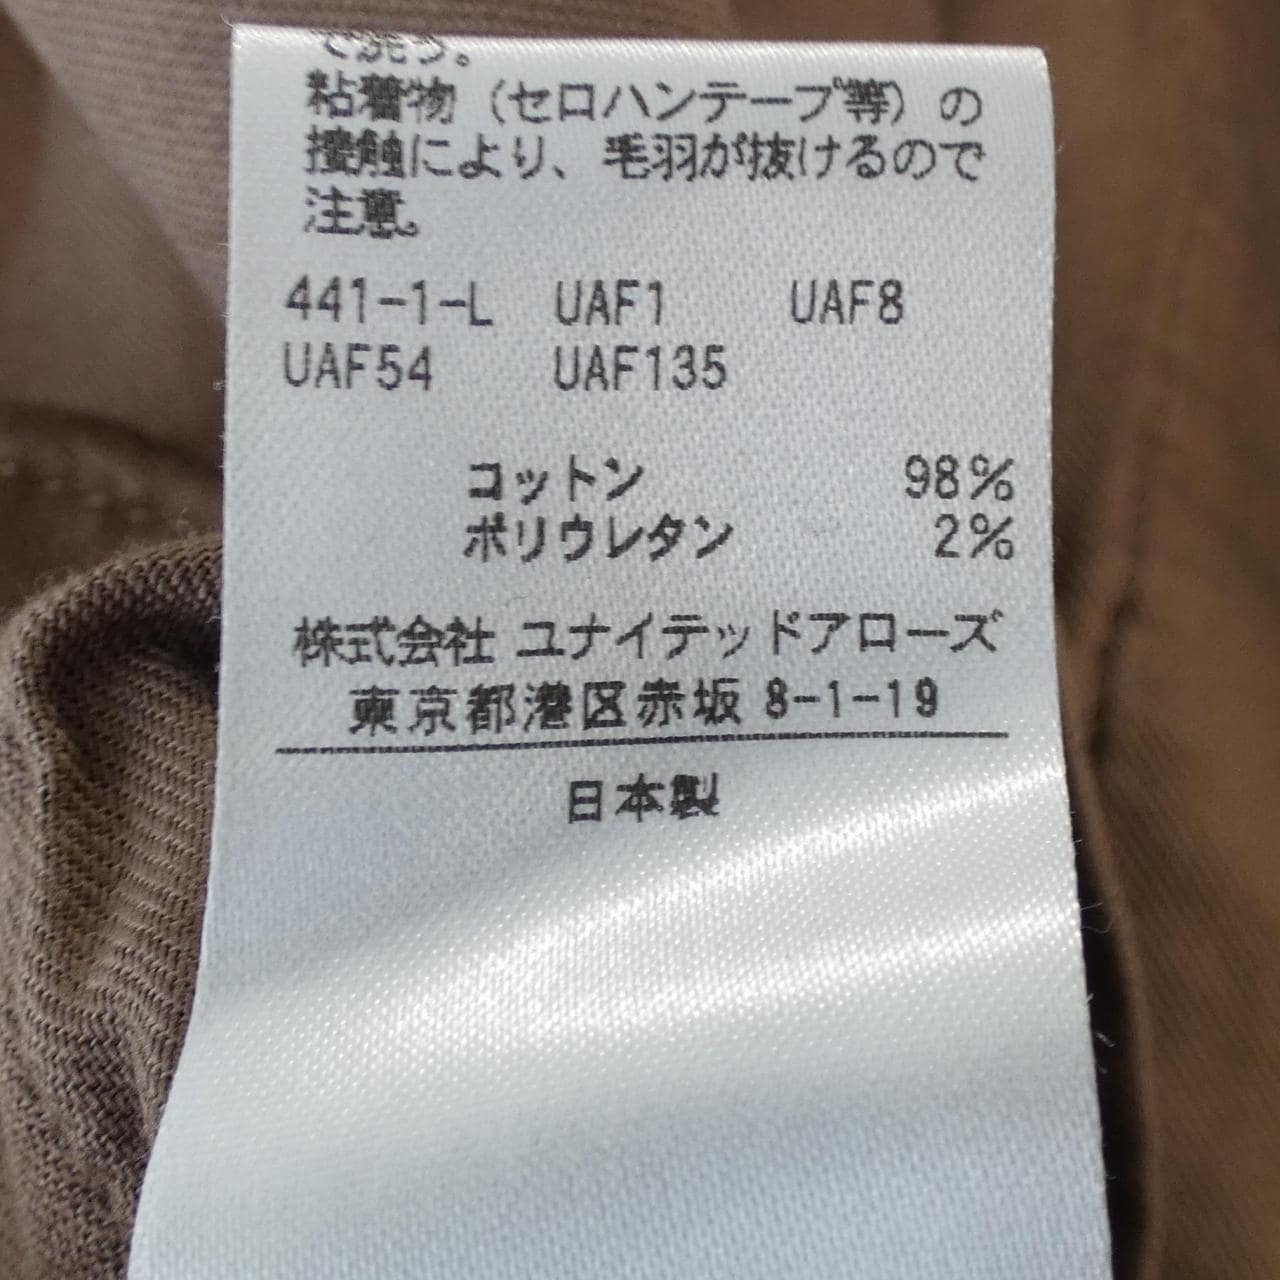 で洗う。
粘着物（セロハンテープ等）の
接触により、毛羽が抜けるので
注意。
441-1-L UAF1 UAF8
UAF54 UAF135
コットン 98%
ポリウレタン 2%
株式会社 ユナイテッドアローズ
東京都港区赤坂 8-1-19
日本製